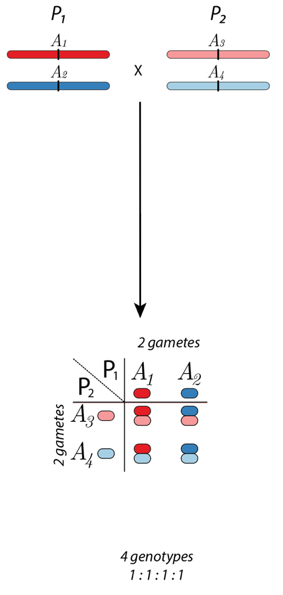 P1 P2
A1 A3
A2 x A4
2 gametes
P1 A1 A2
P2
2 gametes
A3
A4
4 genotypes
1 : 1 : 1 : 1